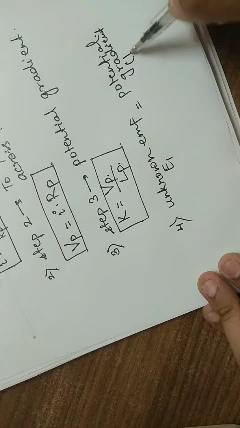 2) step 2 → To
across.
Vp = i · Rp
3) step 3 → potential gradient.
K = Vp / Lp
4) unknown emf = potential
E1 gradient